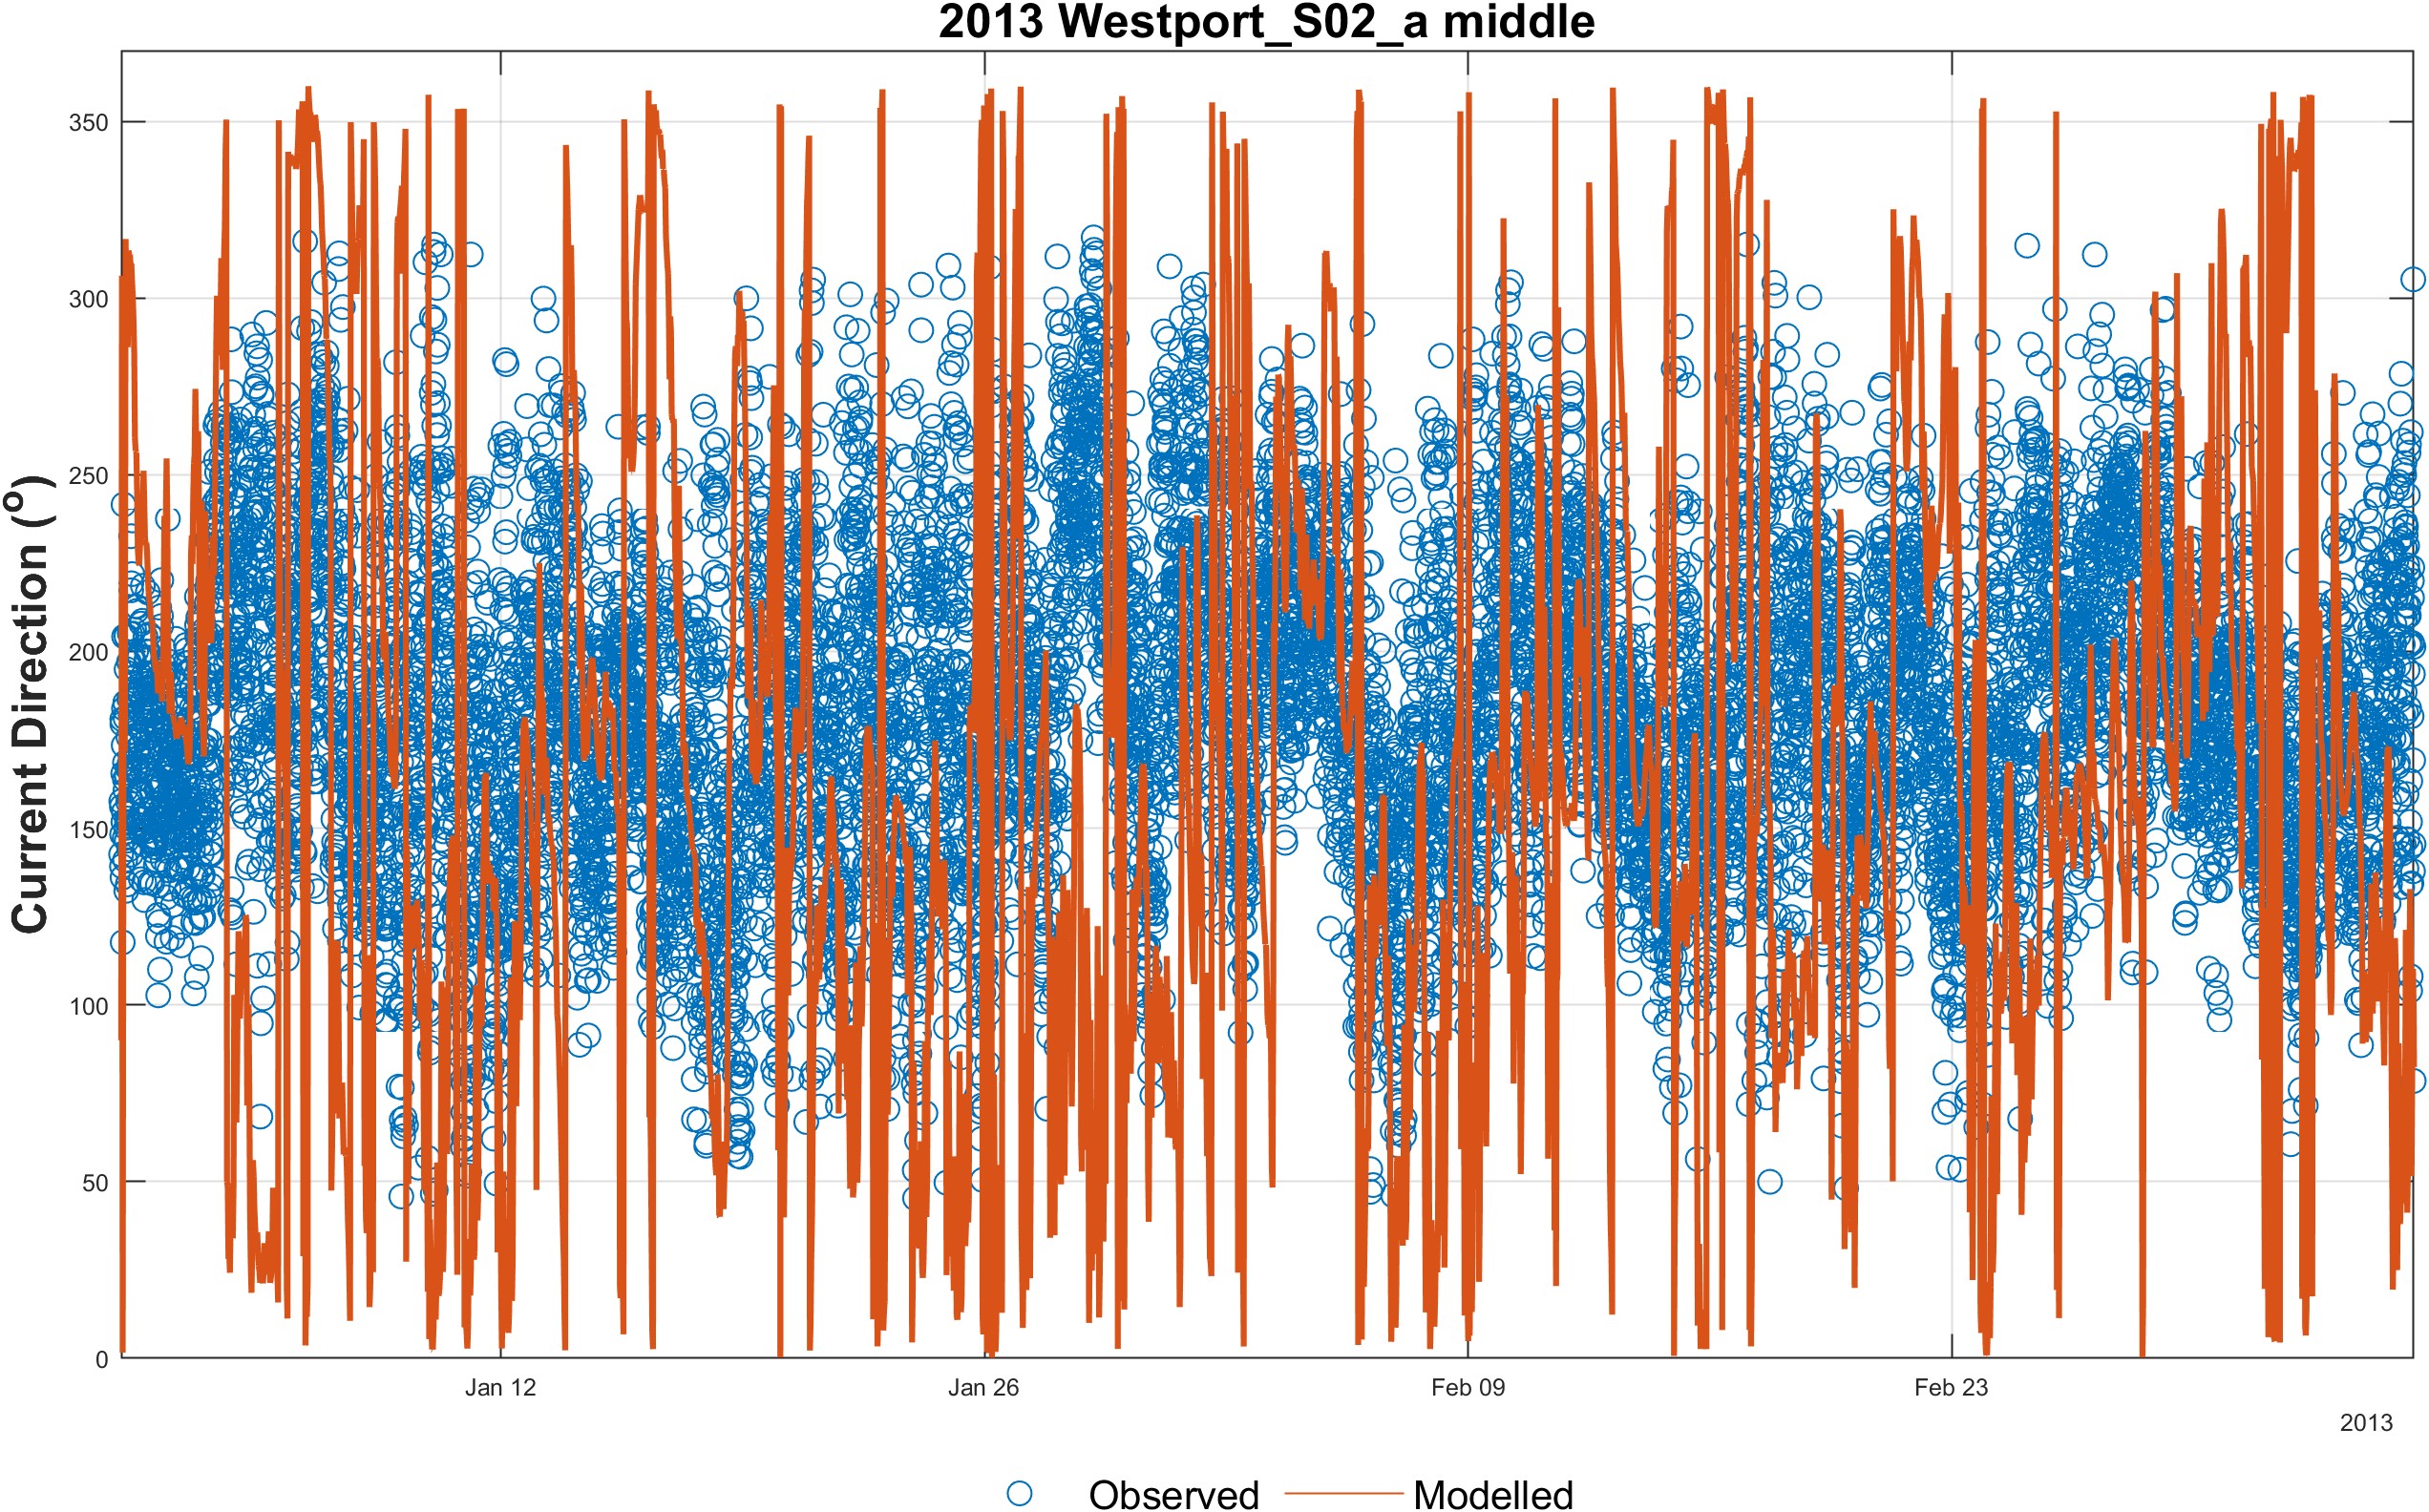 2013 Westport_S02_a middle
Current Direction (º)
350
300
250
200
150
100
50
0
Jan 12
Jan 26
Feb 09
Feb 23
2013
Observed
Modelled